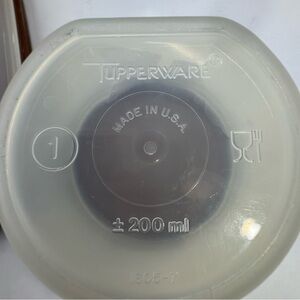 TUPPERWARE®
MADE IN U.S.A.
1
± 200 ml